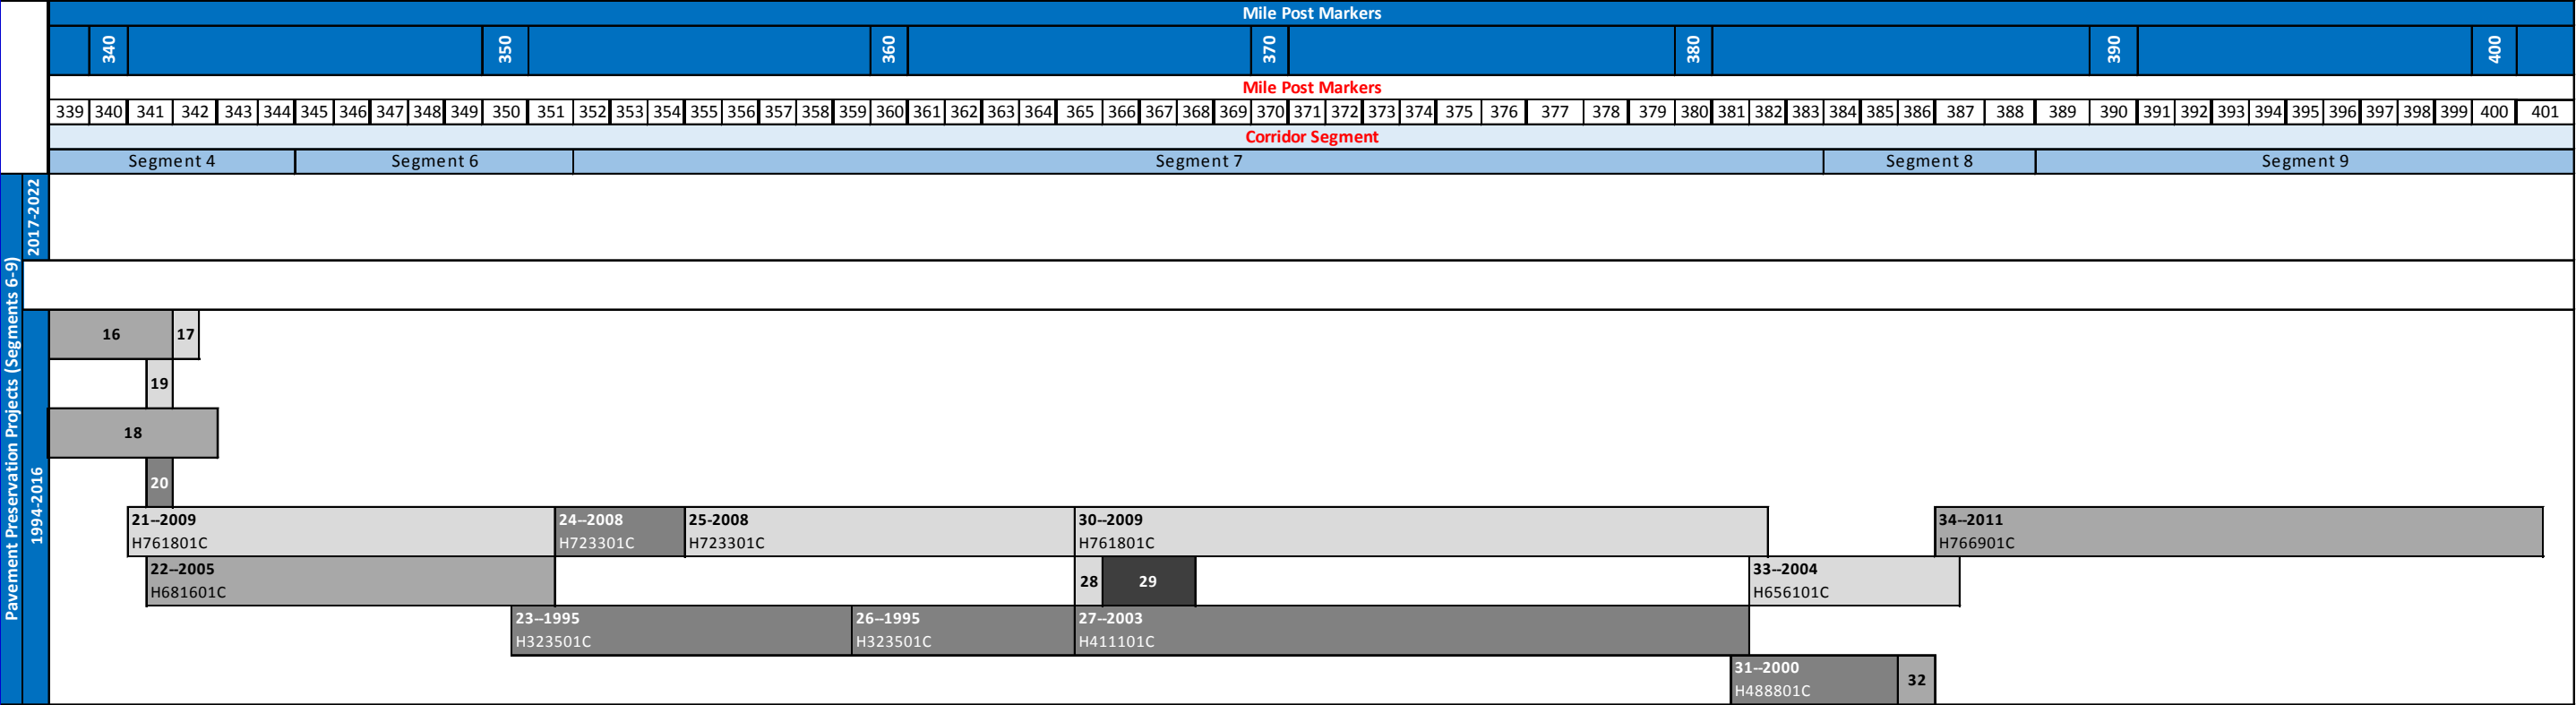 Mile Post Markers
340 350 360 370 380 390 400
Mile Post Markers
339 340 341 342 343 344 345 346 347 348 349 350 351 352 353 354 355 356 357 358 359 360 361 362 363 364 365 366 367 368 369 370 371 372 373 374 375 376 377 378 379 380 381 382 383 384 385 386 387 388 389 390 391 392 393 394 395 396 397 398 399 400 401
Corridor Segment
Segment 4 Segment 6 Segment 7 Segment 8 Segment 9
Pavement Preservation Projects (Segments 6-9)
2017-2022
1994-2016
16 17
19
18
20
21--2009 24--2008 25-2008 30--2009 34--2011
H761801C H723301C H723301C H761801C H766901C
22--2005 28 29 33--2004
H681601C H656101C
23--1995 26--1995 27--2003
H323501C H323501C H411101C
31--2000 32
H488801C